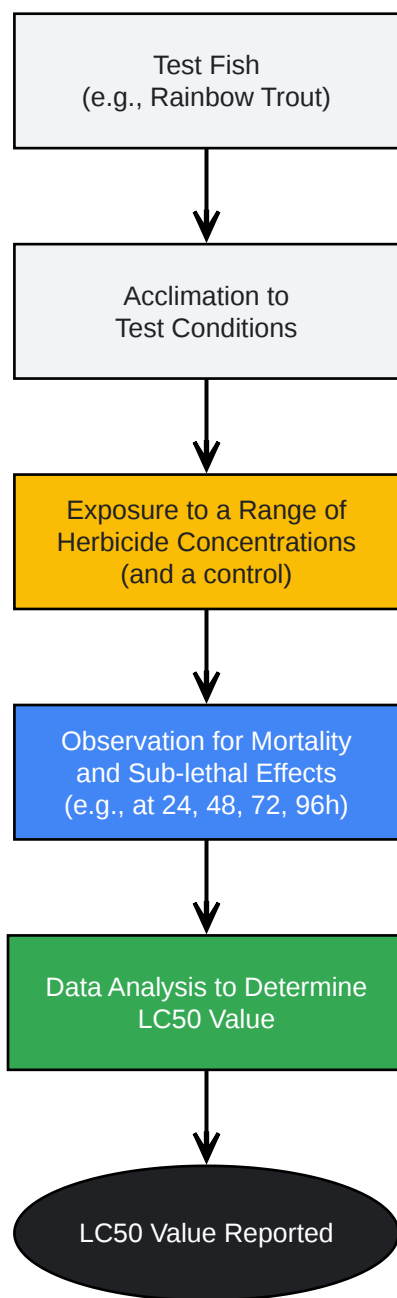 Test Fish
(e.g., Rainbow Trout)
Acclimation to
Test Conditions
Exposure to a Range of
Herbicide Concentrations
(and a control)
Observation for Mortality
and Sub-lethal Effects
(e.g., at 24, 48, 72, 96h)
Data Analysis to Determine
LC50 Value
LC50 Value Reported